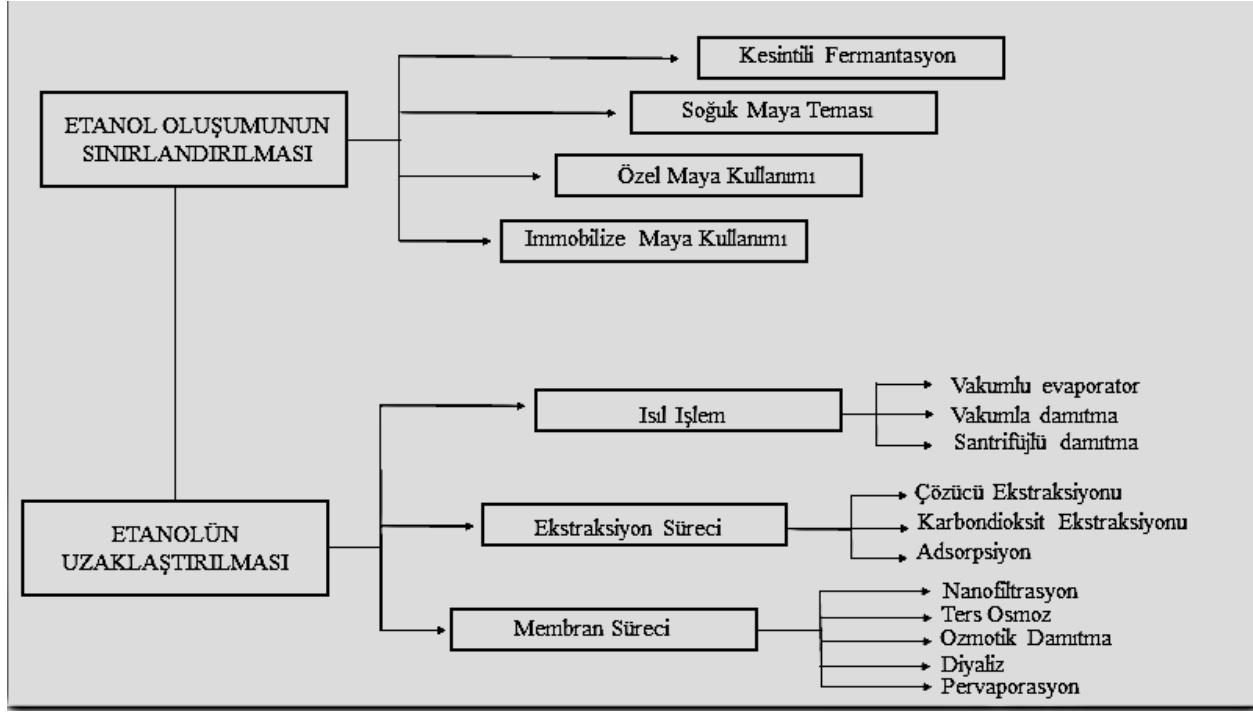 Kesintili Fermantasyon
ETANOL OLUŞUMUNUN
SINIRLANDIRILMASI
Soğuk Maya Teması
Özel Maya Kullanımı
Immobilize Maya Kullanımı
ETANOLÜN
UZAKLAŞTIRILMASI
Isıl Işlem
Vakumlu evaporator
Vakumla damıtma
Santrifüjlü damıtma
Ekstraksiyon Süreci
Çözücü Ekstraksiyonu
Karbondioksit Ekstraksiyonu
Adsorpsiyon
Membran Süreci
Nanofiltrasyon
Ters Osmoz
Ozmotik Damıtma
Diyaliz
Pervaporasyon